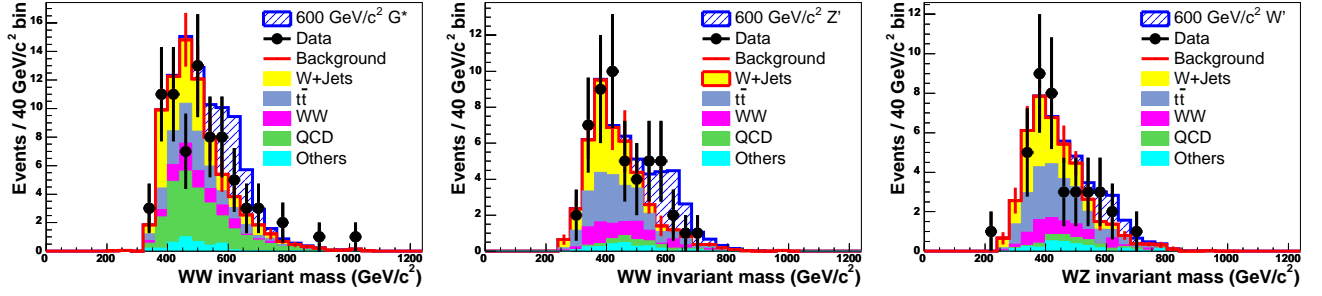 Events / 40 GeV/c² bin
16
14
12
10
8
6
4
2
0
600 GeV/c² G*
Data
Background
W+Jets
tt̄
WW
QCD
Others
0 200 400 600 800 1000 1200
WW invariant mass (GeV/c²)
Events / 40 GeV/c² bin
12
10
8
6
4
2
0
600 GeV/c² Z'
Data
Background
W+Jets
tt̄
WW
QCD
Others
0 200 400 600 800 1000 1200
WW invariant mass (GeV/c²)
Events / 40 GeV/c² bin
12
10
8
6
4
2
0
600 GeV/c² W'
Data
Background
W+Jets
tt̄
WW
QCD
Others
0 200 400 600 800 1000 1200
WZ invariant mass (GeV/c²)